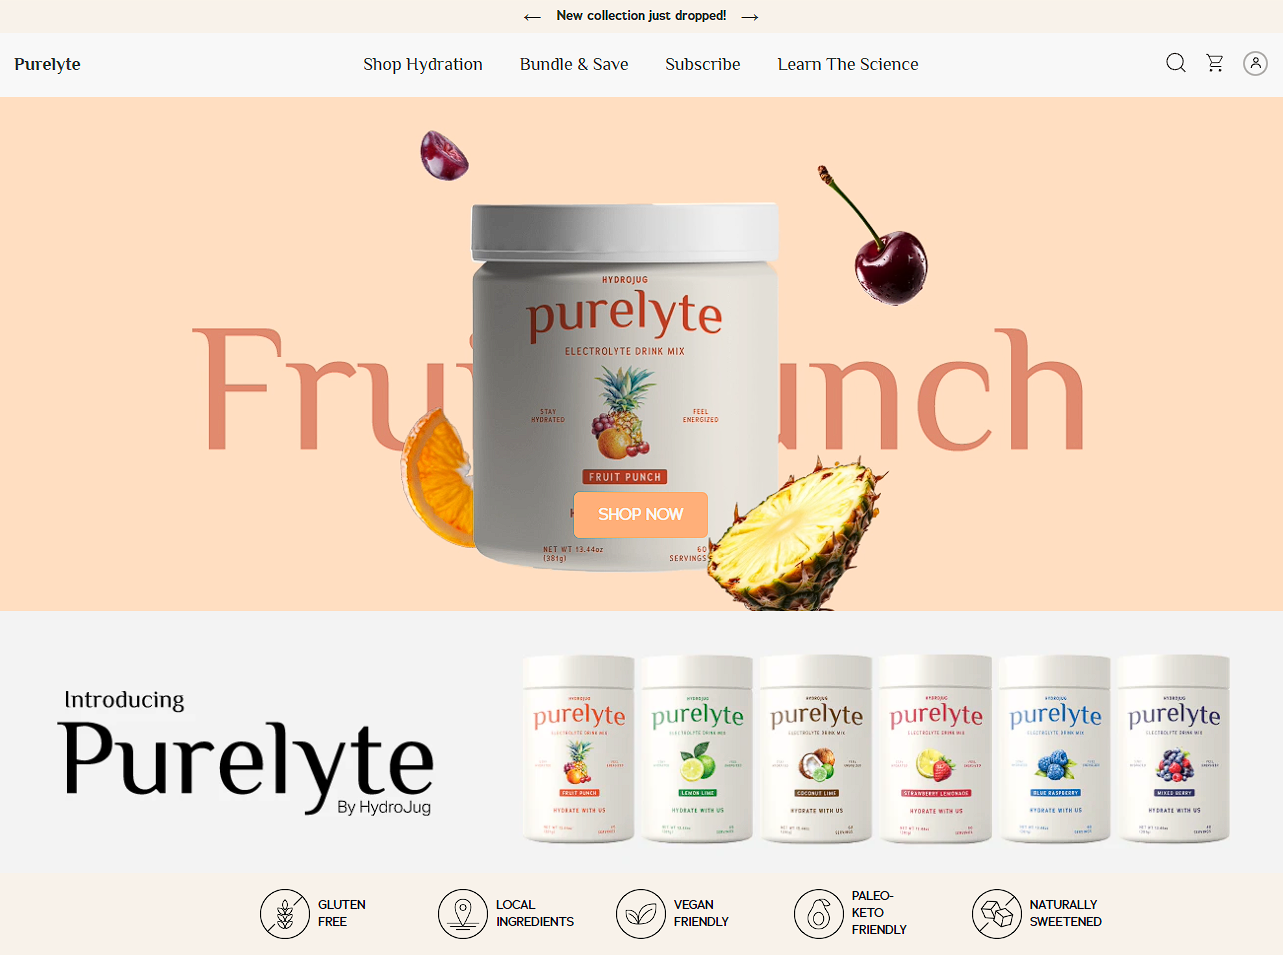 New collection just dropped!
Purelyte
Shop Hydration
Bundle & Save
Subscribe
Learn The Science
HYDROJUG
purelyte
ELECTROLYTE DRINK MIX
STAY
HYDRATED
FEEL
ENERGIZED
FRUIT PUNCH
SHOP NOW
NET WT 13.44oz
(381g)
60
SERVINGS
Introducing
Purelyte
By HydroJug
HYDROJUG
purelyte
ELECTROLYTE DRINK MIX
FRUIT PUNCH
HYDRATE WITH US
HYDROJUG
purelyte
ELECTROLYTE DRINK MIX
LEMON LIME
HYDRATE WITH US
HYDROJUG
purelyte
ELECTROLYTE DRINK MIX
COCONUT LIME
HYDRATE WITH US
HYDROJUG
purelyte
ELECTROLYTE DRINK MIX
STRAWBERRY LEMONADE
HYDRATE WITH US
HYDROJUG
purelyte
ELECTROLYTE DRINK MIX
BLUE RASPBERRY
HYDRATE WITH US
HYDROJUG
purelyte
ELECTROLYTE DRINK MIX
MIXED BERRY
HYDRATE WITH US
GLUTEN
FREE
LOCAL
INGREDIENTS
VEGAN
FRIENDLY
PALEO-
KETO
FRIENDLY
NATURALLY
SWEETENED